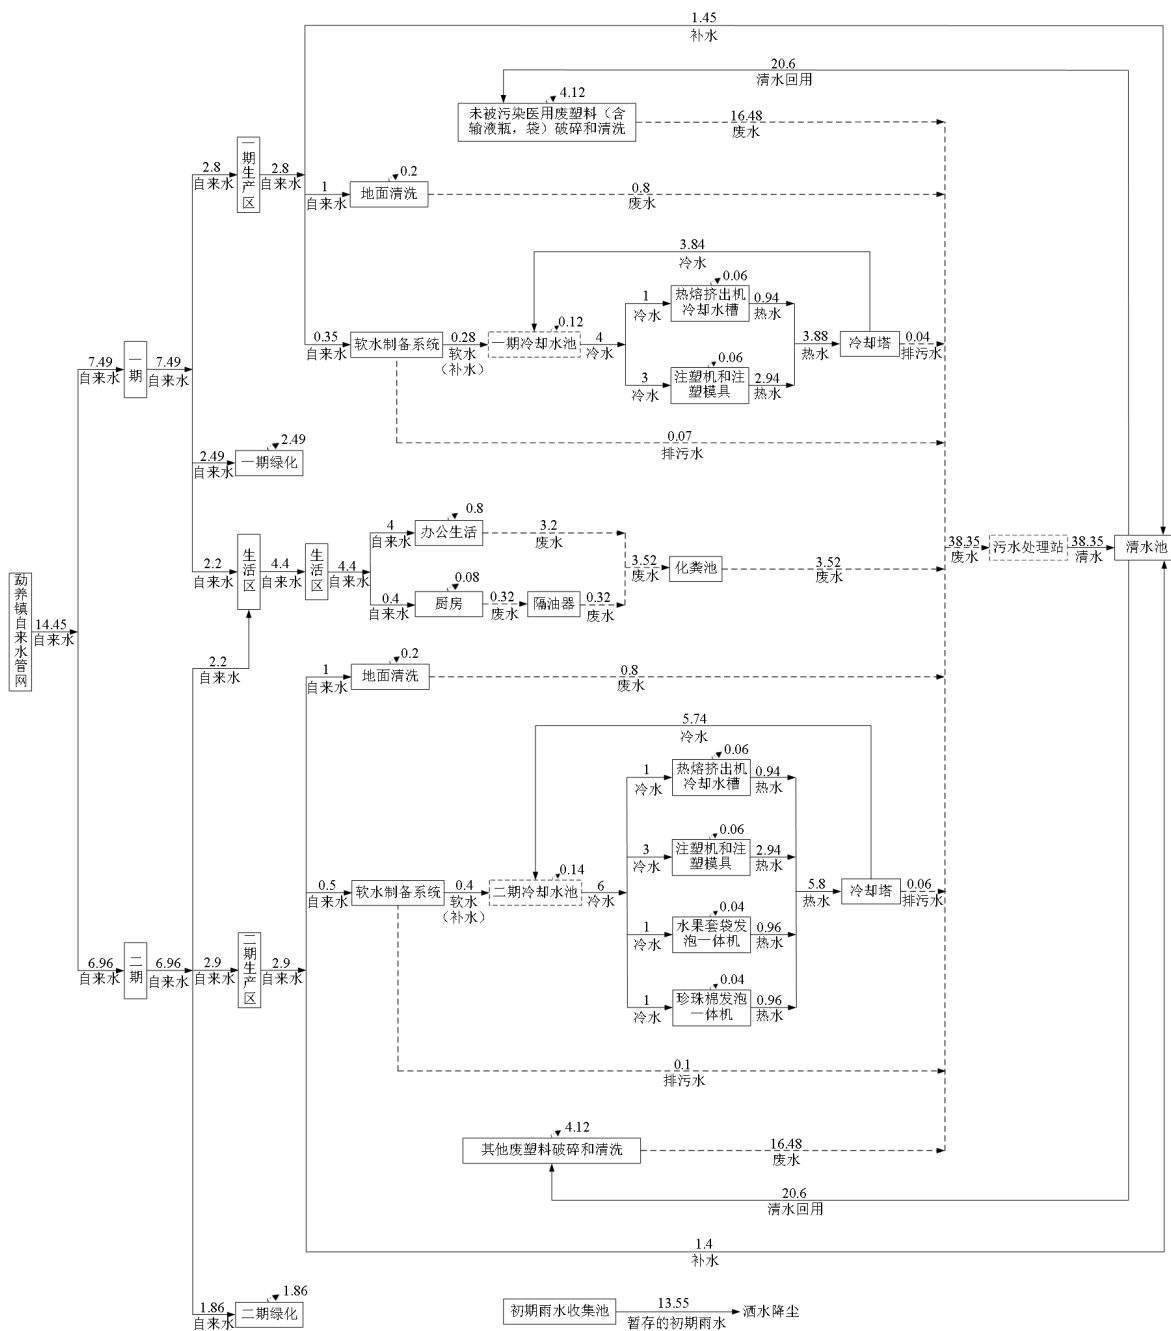 1.45
补水
20.6
清水回用
4.12
未被污染医用废塑料（含
输液瓶，袋）破碎和清洗
16.48
废水
一期生产区
2.8
自来水
2.8
自来水
1
自来水
0.2
地面清洗
0.8
废水
3.84
冷水
0.06
热熔挤出机
冷却水槽
1
冷水
0.94
热水
0.35
自来水
软水制备系统
0.28
软水
（补水）
0.12
一期冷却水池
4
冷水
3.88
热水
冷却塔
0.04
排污水
0.06
注塑机和注
塑模具
3
冷水
2.94
热水
7.49
自来水
一期
7.49
自来水
0.07
排污水
2.49
自来水
2.49
一期绿化
0.8
办公生活
4
自来水
3.2
废水
2.2
自来水
生活区
4.4
自来水
生活区
4.4
自来水
3.52
废水
化粪池
3.52
废水
38.35
废水
污水处理站
38.35
清水
清水池
0.4
自来水
0.08
厨房
0.32
废水
隔油器
0.32
废水
勐养镇自来水管网
14.45
自来水
2.2
自来水
1
自来水
0.2
地面清洗
0.8
废水
5.74
冷水
0.06
热熔挤出机
冷却水槽
1
冷水
0.94
热水
0.06
注塑机和注
塑模具
3
冷水
2.94
热水
0.5
自来水
软水制备系统
0.4
软水
（补水）
0.14
二期冷却水池
6
冷水
5.8
热水
冷却塔
0.06
排污水
0.04
水果套袋发
泡一体机
1
冷水
0.96
热水
6.96
自来水
二期
6.96
自来水
2.9
自来水
二期生产区
2.9
自来水
0.04
珍珠棉发泡
一体机
1
冷水
0.96
热水
0.1
排污水
4.12
其他废塑料破碎和清洗
16.48
废水
20.6
清水回用
1.4
补水
1.86
自来水
1.86
二期绿化
初期雨水收集池
13.55
暂存的初期雨水
洒水降尘